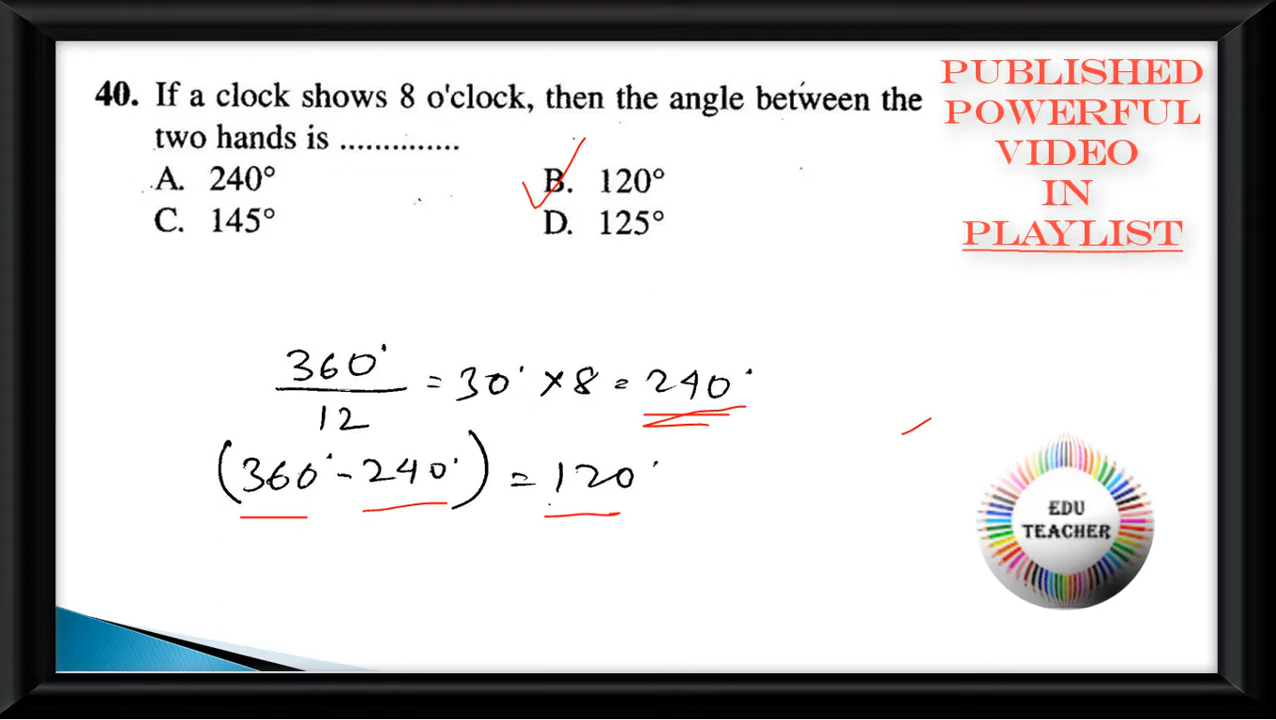 40. If a clock shows 8 o'clock, then the angle between the
two hands is ..............
A. 240° B. 120°
C. 145° D. 125°
PUBLISHED
POWERFUL
VIDEO
IN
PLAYLIST
360°/12 = 30° × 8 = 240°
(360° - 240°) = 120°
EDU
TEACHER